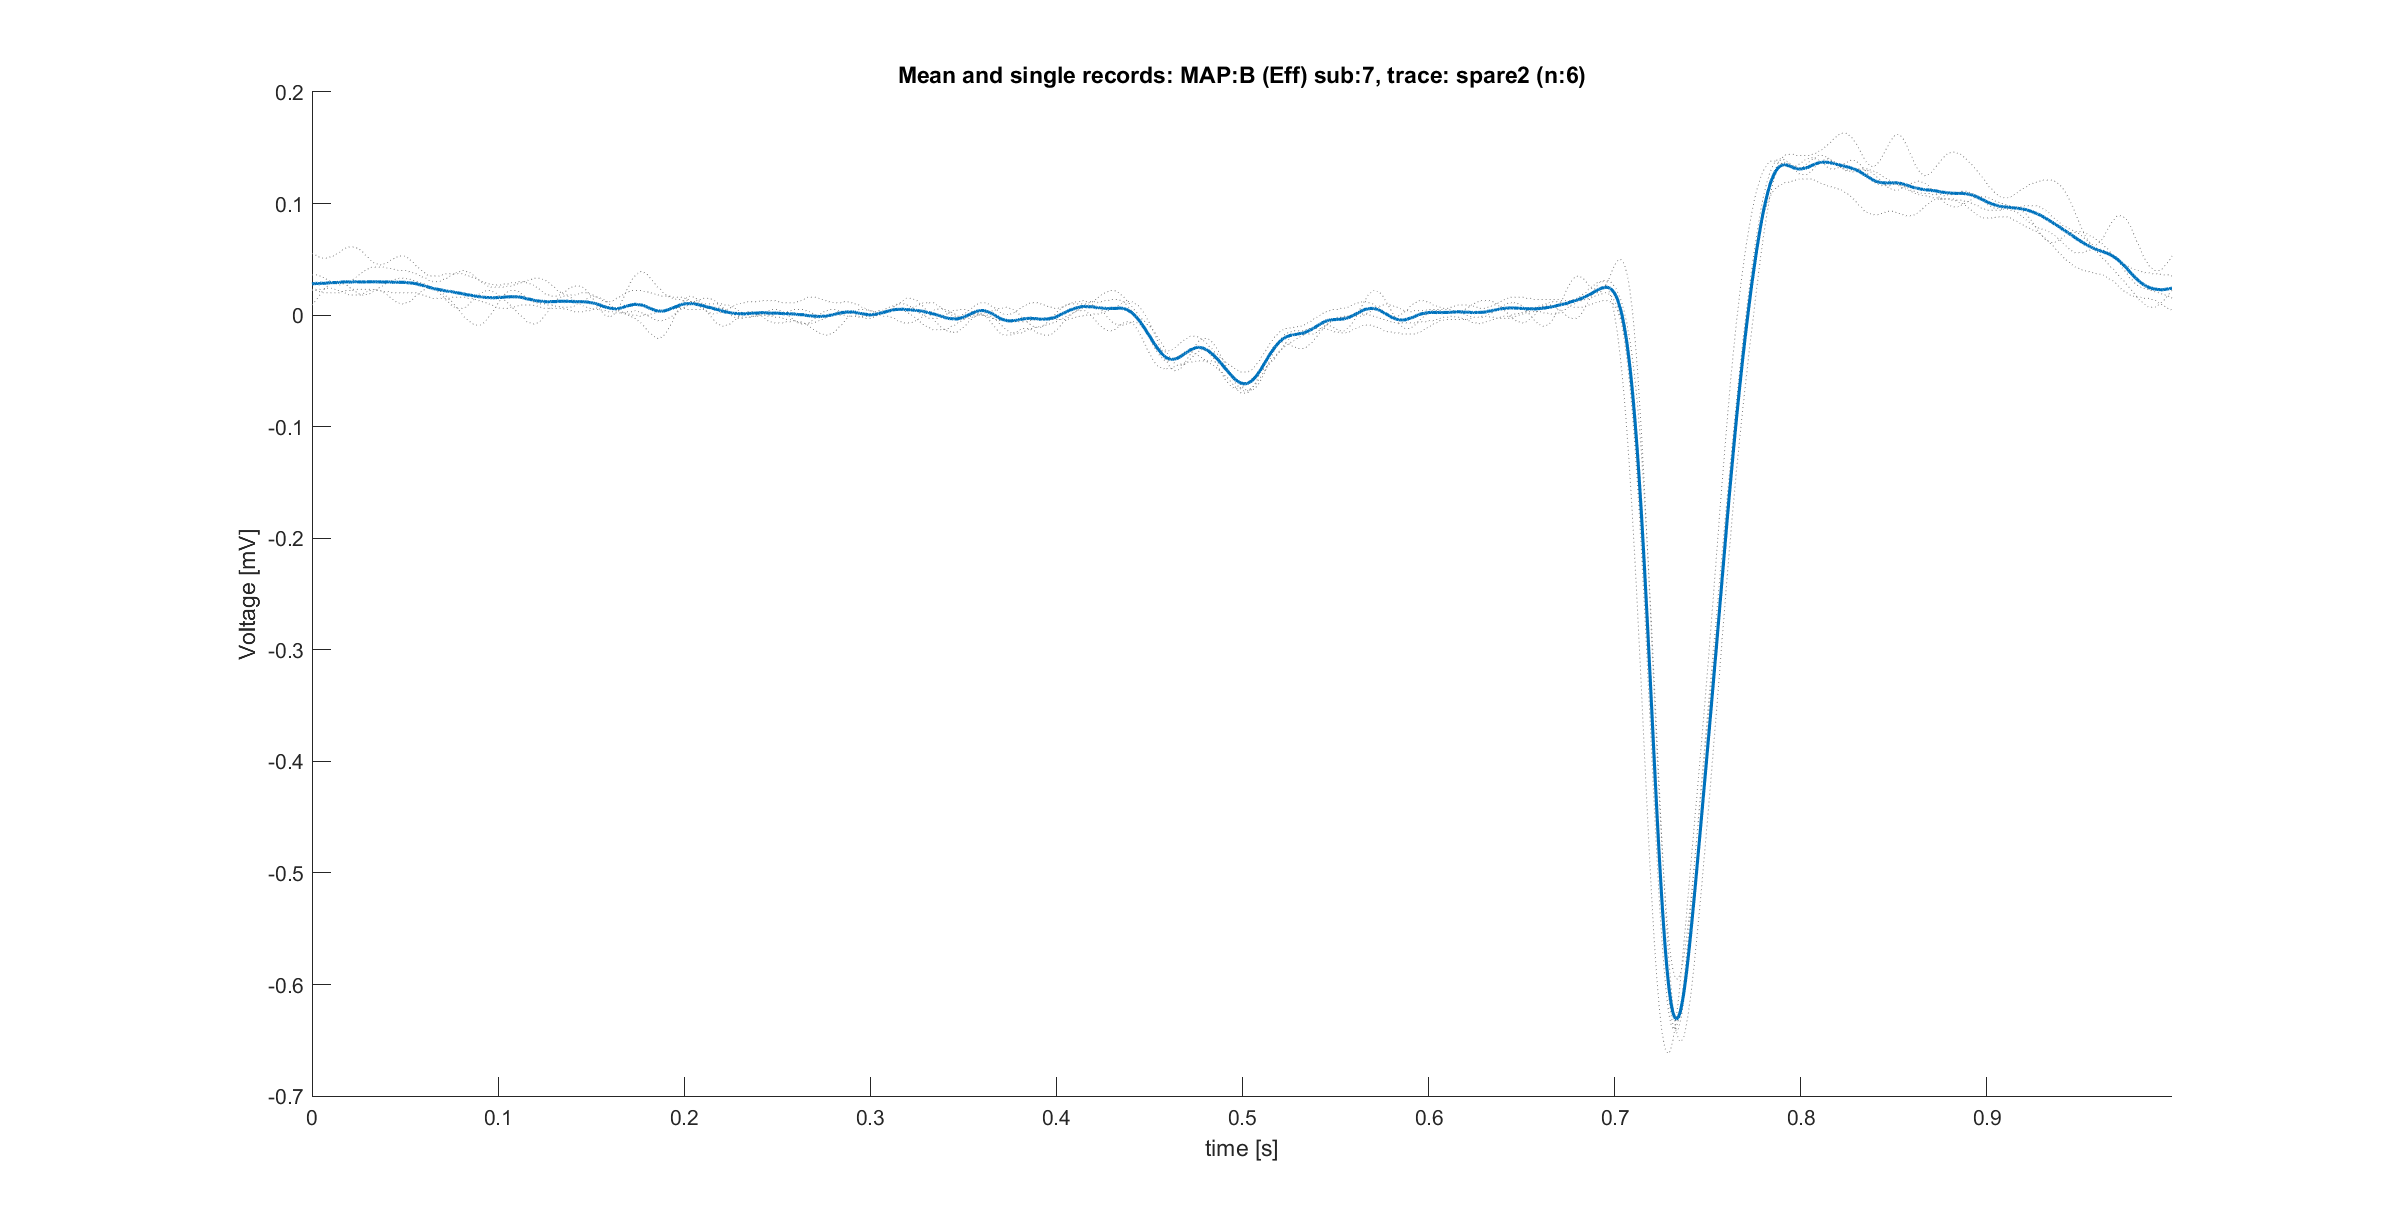 Mean and single records: MAP:B (Eff) sub:7, trace: spare2 (n:6)
0.2
0.1
0
-0.1
-0.2
-0.3
-0.4
-0.5
-0.6
-0.7
Voltage [mV]
0 0.1 0.2 0.3 0.4 0.5 0.6 0.7 0.8 0.9
time [s]